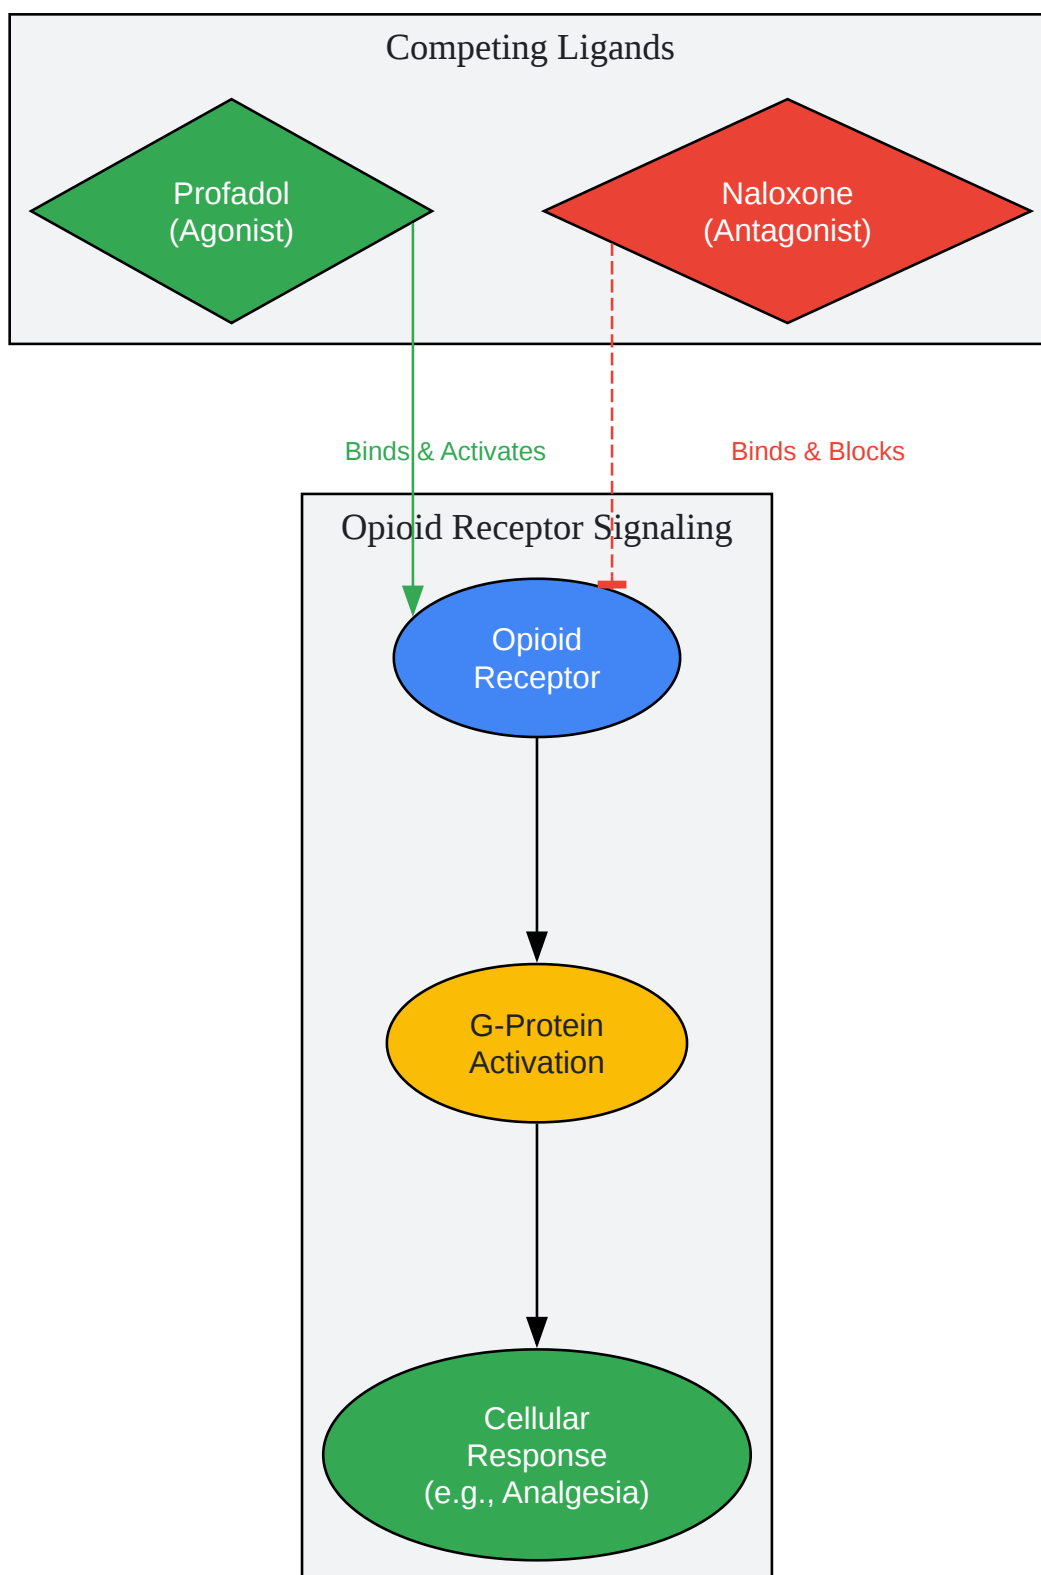 Competing Ligands
Profadol
(Agonist)
Naloxone
(Antagonist)
Binds & Activates
Binds & Blocks
Opioid Receptor Signaling
Opioid
Receptor
G-Protein
Activation
Cellular
Response
(e.g., Analgesia)